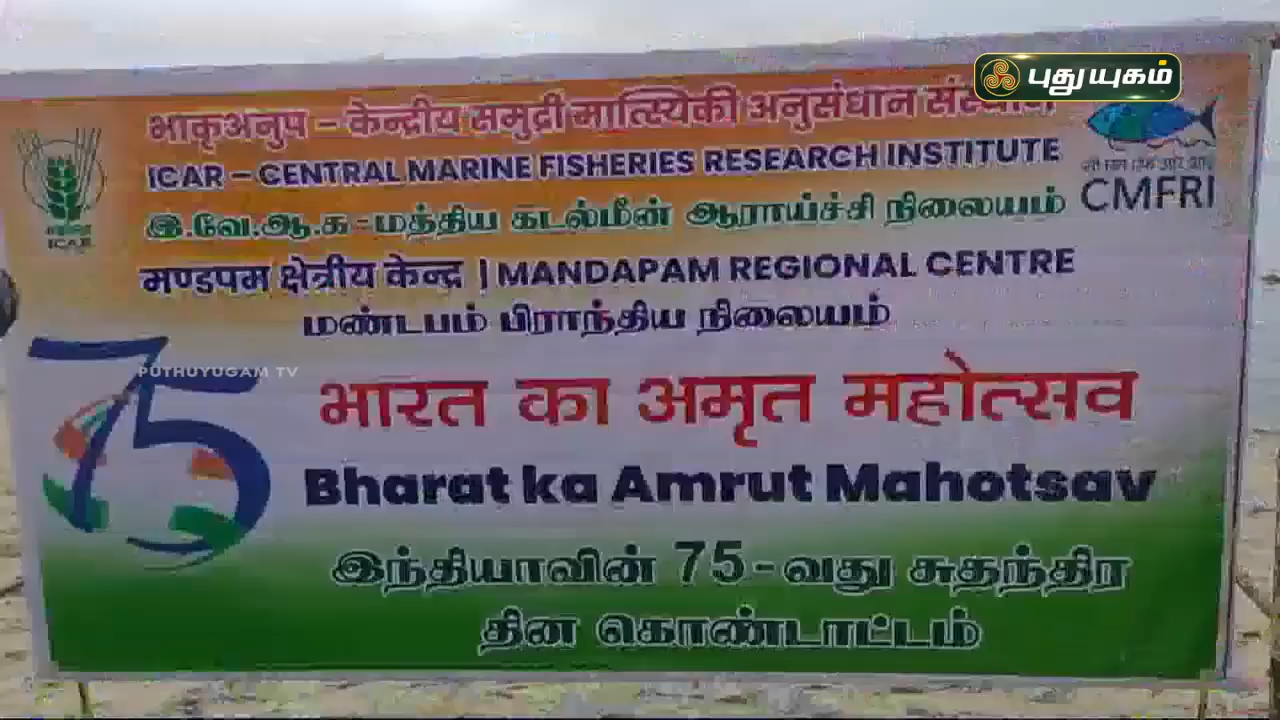 புதுயுகம்
भाकृअनुप – केन्द्रीय समुद्री मात्स्यिकी अनुसंधान संस्थान
ICAR – CENTRAL MARINE FISHERIES RESEARCH INSTITUTE
இ.வே.ஆ.க – மத்திய கடல்மீன் ஆராய்ச்சி நிலையம்
ICAR
CMFRI
मण्डपम क्षेत्रीय केन्द्र | MANDAPAM REGIONAL CENTRE
மண்டபம் பிராந்திய நிலையம்
75
PUTHUYUGAM TV
भारत का अमृत महोत्सव
Bharat ka Amrut Mahotsav
இந்தியாவின் 75-வது சுதந்திர
தின கொண்டாட்டம்